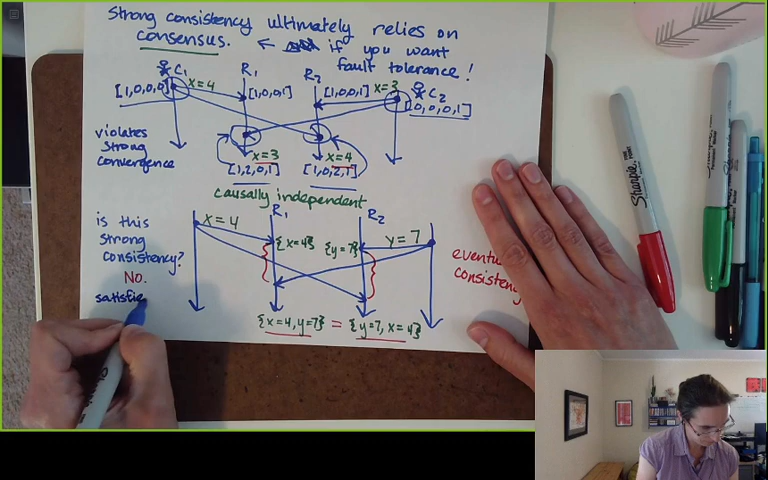 Strong consistency ultimately relies on
consensus. ← if you want
fault tolerance!
C₁ R₁ R₂ C₂
[1,0,0,0] x=4 [1,0,0,1] [1,0,0,1] x=3 [0,0,0,1]
violates
Strong
Convergence
x=3 x=4
[1,2,0,1] [1,0,2,1]
causally independent
R₁ R₂
is this
Strong
consistency?
No.
satisfie
x=4 {x=4} {y=7} y=7
eventu
consistency
{x=4, y=7} = {y=7, x=4}
Sharpie
Sharpie